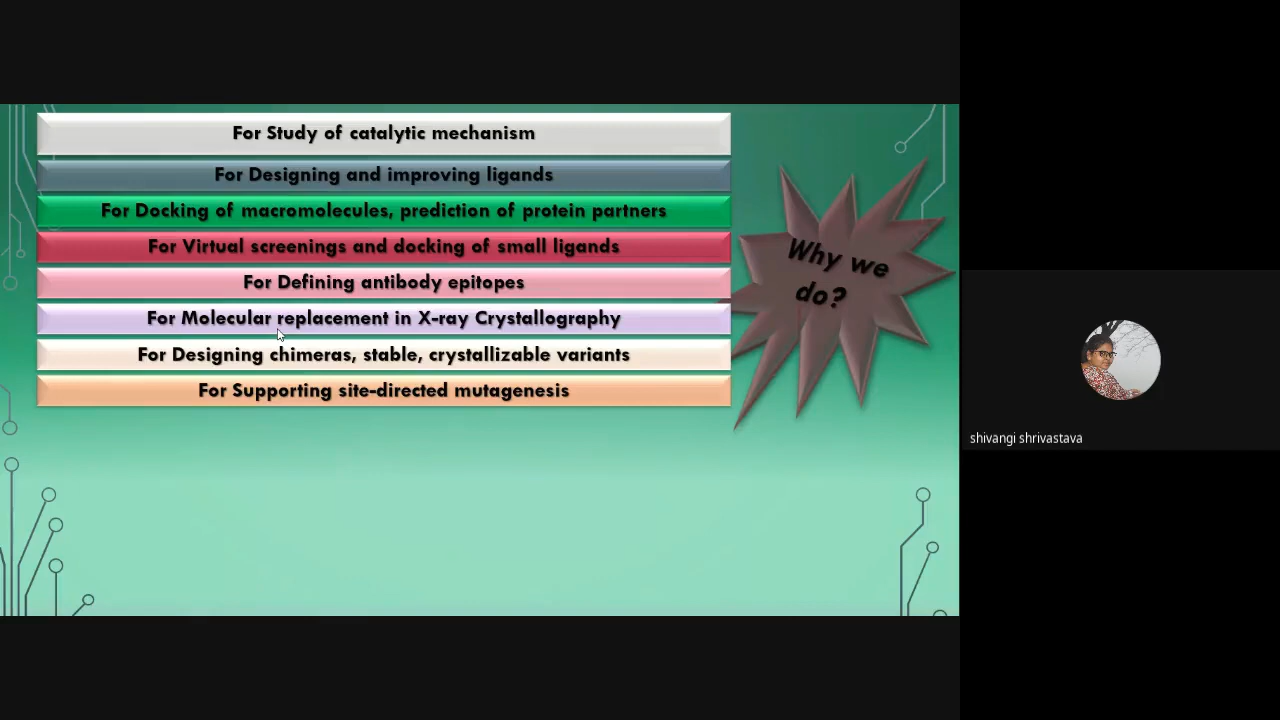 For Study of catalytic mechanism
For Designing and improving ligands
For Docking of macromolecules, prediction of protein partners
For Virtual screenings and docking of small ligands
For Defining antibody epitopes
For Molecular replacement in X-ray Crystallography
For Designing chimeras, stable, crystallizable variants
For Supporting site-directed mutagenesis
Why we
do?
shivangi shrivastava